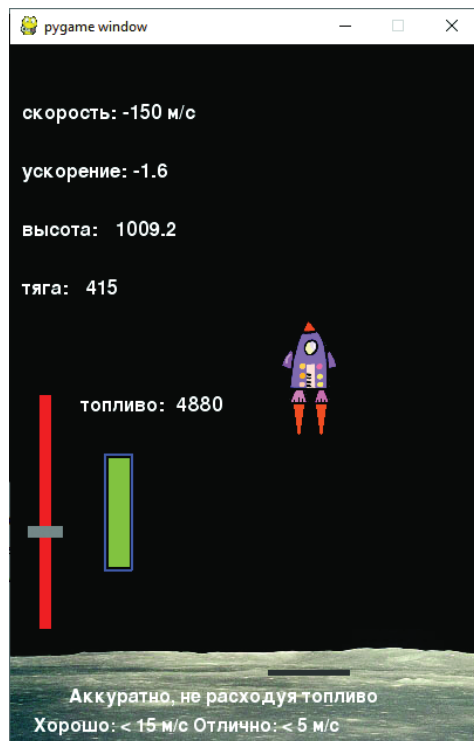 pygame window
скорость: -150 м/с
ускорение: -1.6
высота: 1009.2
тяга: 415
топливо: 4880
Аккуратно, не расходуя топливо
Хорошо: < 15 м/с Отлично: < 5 м/с